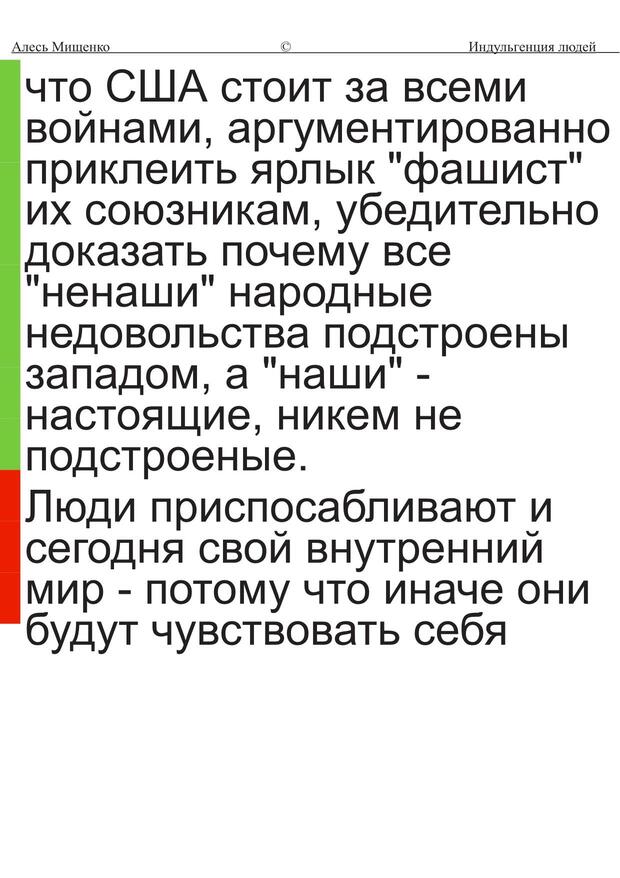 Алесь Мищенко © Индульгенция людей
что США стоит за всеми
войнами, аргументированно
приклеить ярлык "фашист"
их союзникам, убедительно
доказать почему все
"ненаши" народные
недовольства подстроены
западом, а "наши" -
настоящие, никем не
подстроеные.
Люди приспосабливают и
сегодня свой внутренний
мир - потому что иначе они
будут чувствовать себя